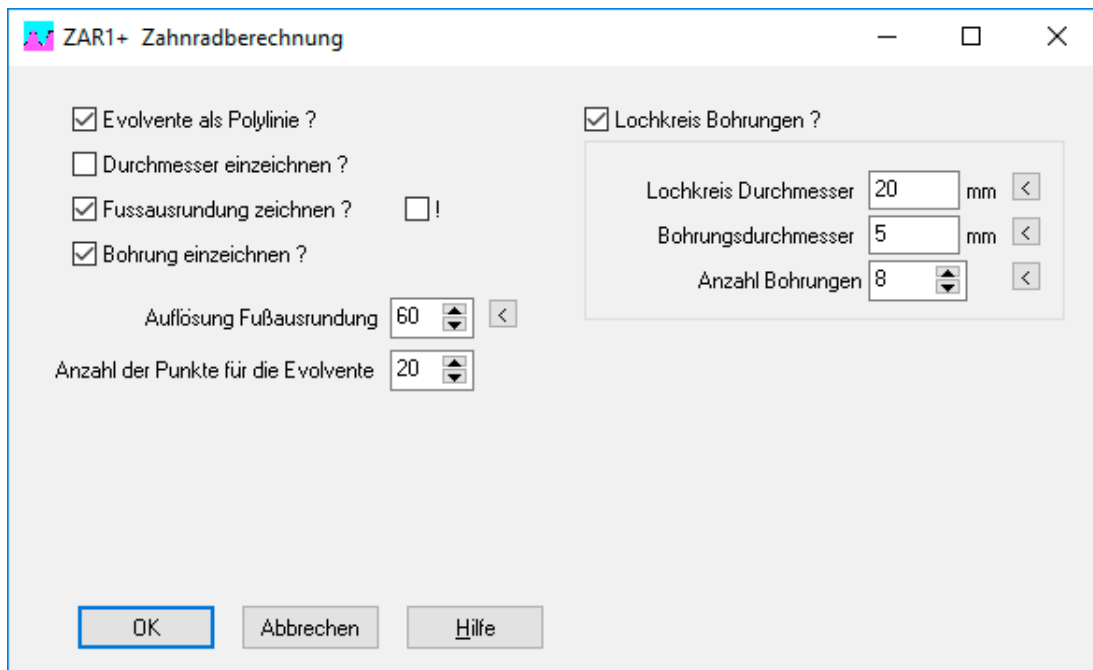 ZAR1+ Zahnradberechnung
Evolvente als Polylinie ?
Durchmesser einzeichnen ?
Fussausrundung zeichnen ? !
Bohrung einzeichnen ?
Auflösung Fußausrundung 60 <
Anzahl der Punkte für die Evolvente 20
Lochkreis Bohrungen ?
Lochkreis Durchmesser 20 mm <
Bohrungsdurchmesser 5 mm <
Anzahl Bohrungen 8 <
OK Abbrechen Hilfe